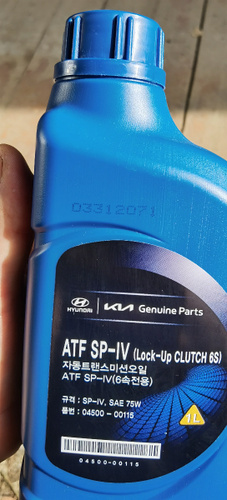 03312071
HYUNDAI KIA Genuine Parts
ATF SP-IV (Lock-Up CLUTCH 6S)
자동트랜스미션오일
ATF SP-IV(6속전용)
규격 : SP-IV, SAE 75W
품번 : 04500 - 00115
1L
04500-00115